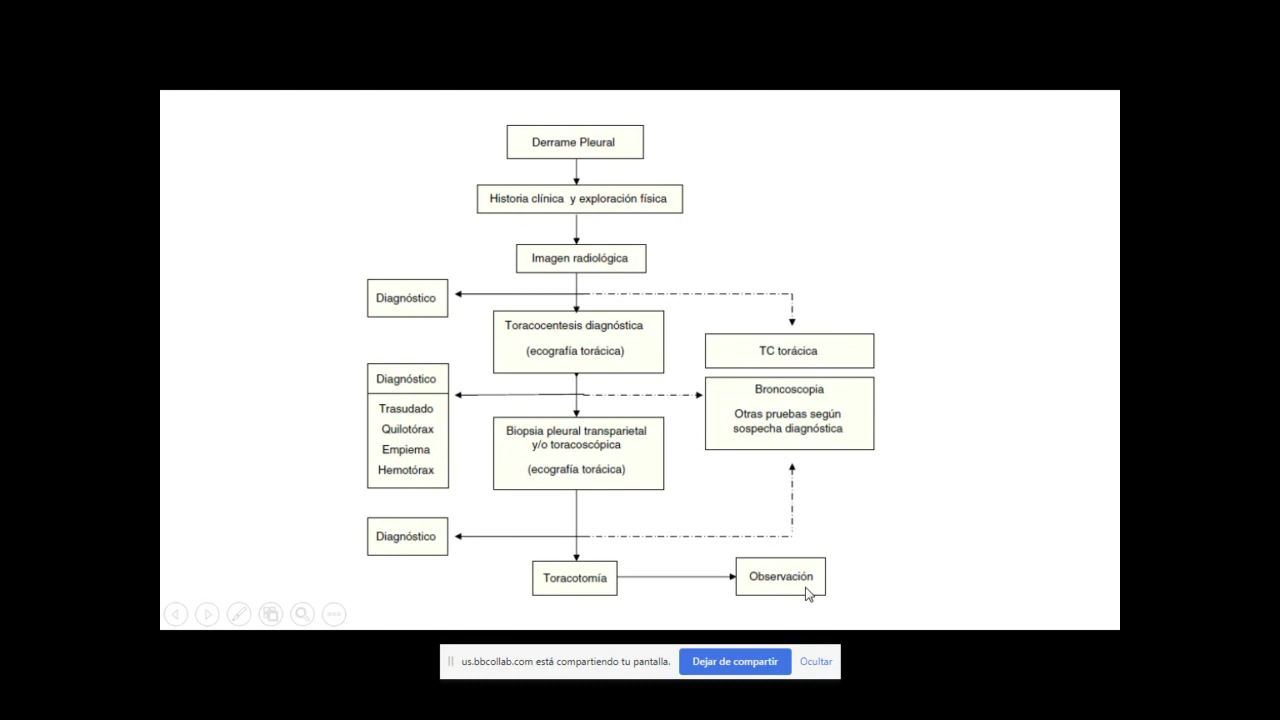 Derrame Pleural
Historia clínica y exploración física
Imagen radiológica
Diagnóstico
Toracocentesis diagnóstica
(ecografía torácica)
TC torácica
Diagnóstico
Trasudado
Quilotórax
Empiema
Hemotórax
Broncoscopia
Otras pruebas según
sospecha diagnóstica
Biopsia pleural transparietal
y/o toracoscópica
(ecografía torácica)
Diagnóstico
Toracotomía
Observación
us.bbcollab.com está compartiendo tu pantalla.
Dejar de compartir
Ocultar